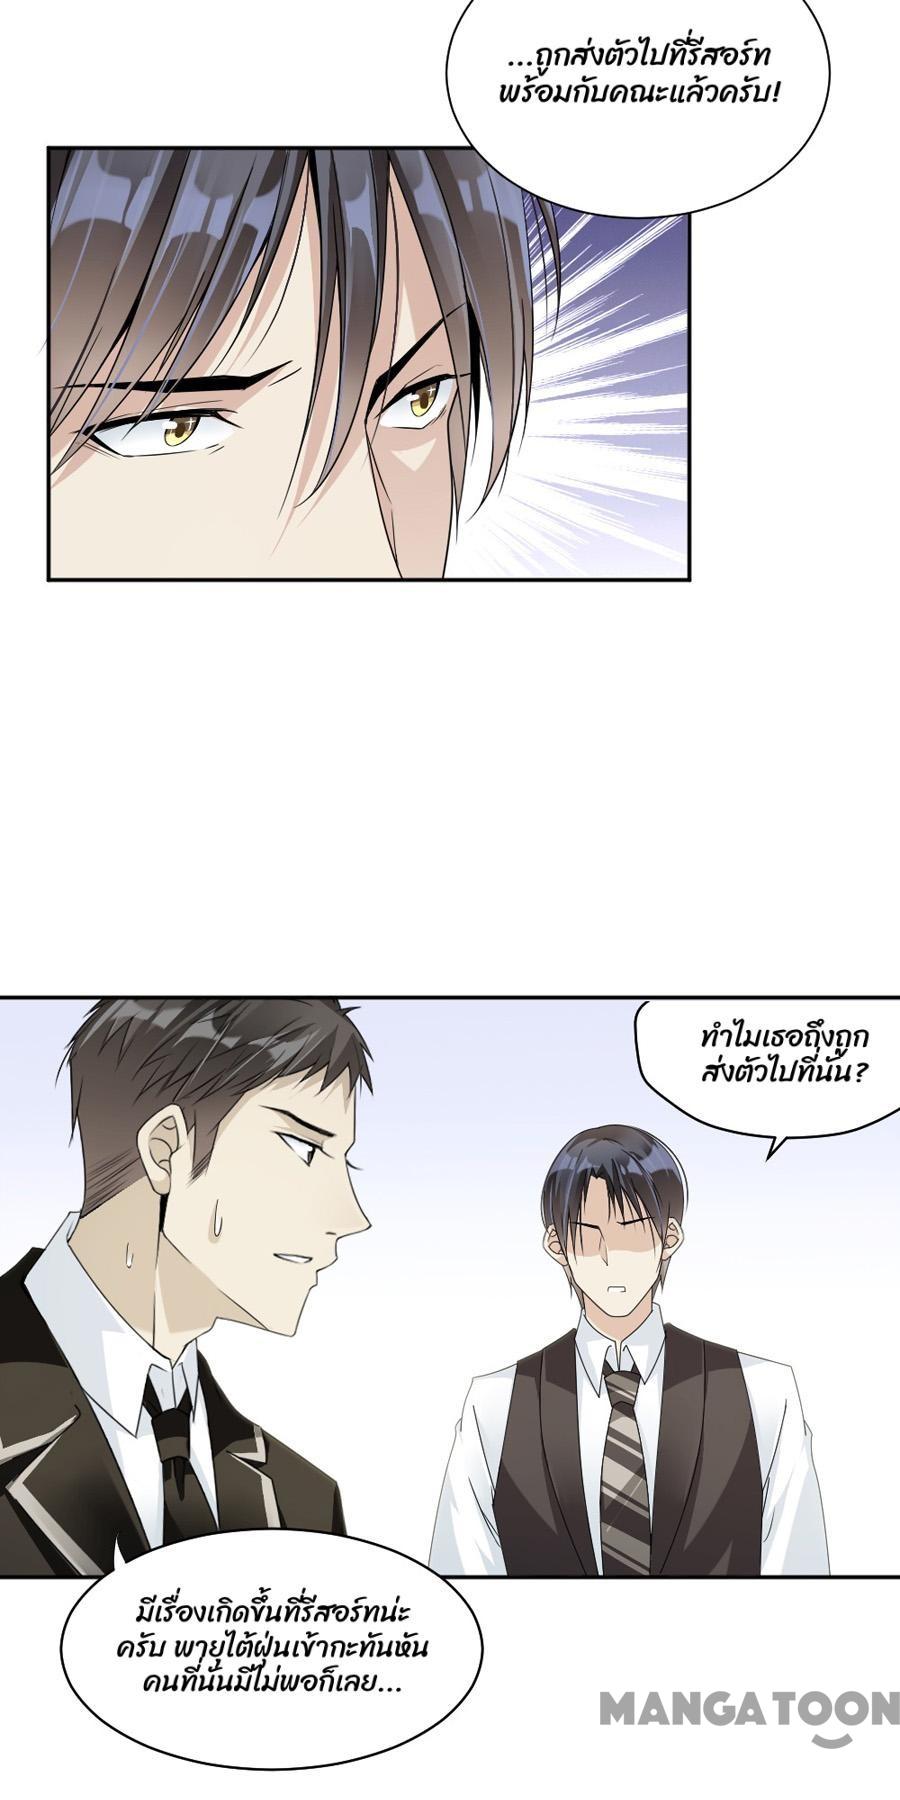 ...ถูกส่งตัวไปที่รีสอร์ท
พร้อมกับคณะแล้วครับ!
ทำไมเธอถึงถูก
ส่งตัวไปที่นั่น?
มีเรื่องเกิดขึ้นที่รีสอร์ทน่ะ
ครับ พายุไต้ฝุ่นเข้ากะทันหัน
คนที่นั่นมีไม่พอก็เลย...
MANGATOON